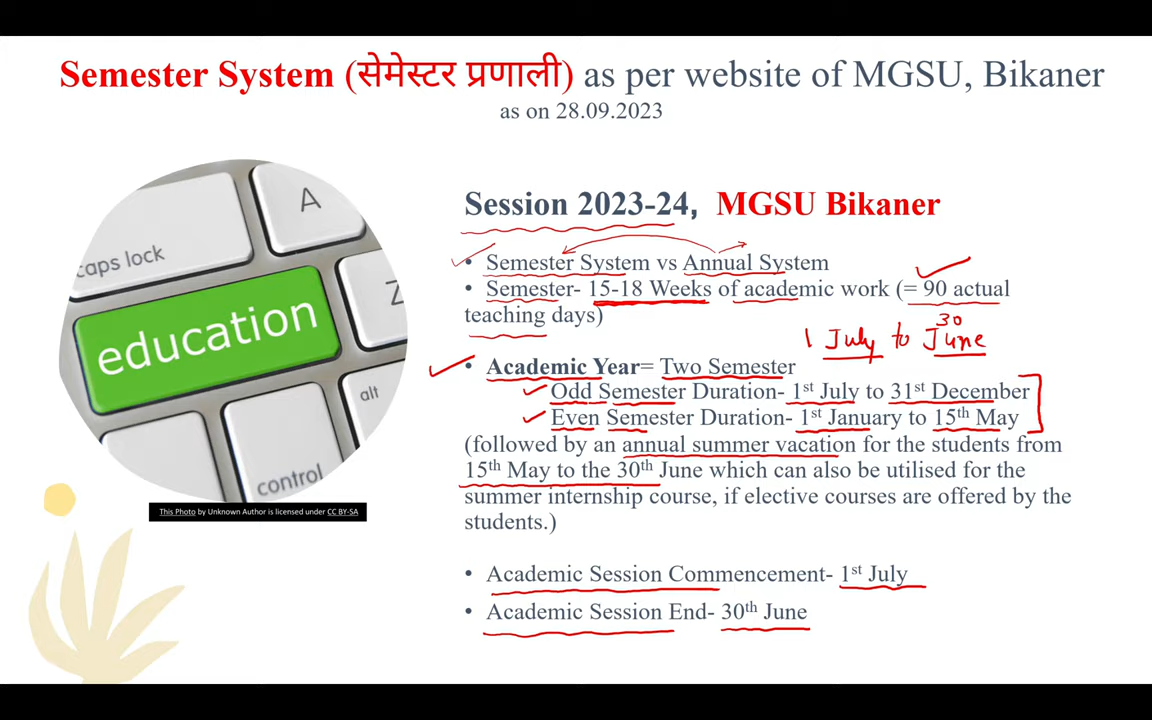 Semester System (सेमेस्टर प्रणाली) as per website of MGSU, Bikaner
as on 28.09.2023
A
caps lock
Z
education
alt
control
This Photo by Unknown Author is licensed under CC BY-SA
Session 2023-24, MGSU Bikaner
• Semester System vs Annual System
• Semester- 15-18 Weeks of academic work (= 90 actual
teaching days)
1 July to 30 June
• Academic Year= Two Semester
Odd Semester Duration- 1st July to 31st December
Even Semester Duration- 1st January to 15th May
(followed by an annual summer vacation for the students from
15th May to the 30th June which can also be utilised for the
summer internship course, if elective courses are offered by the
students.)
• Academic Session Commencement- 1st July
• Academic Session End- 30th June